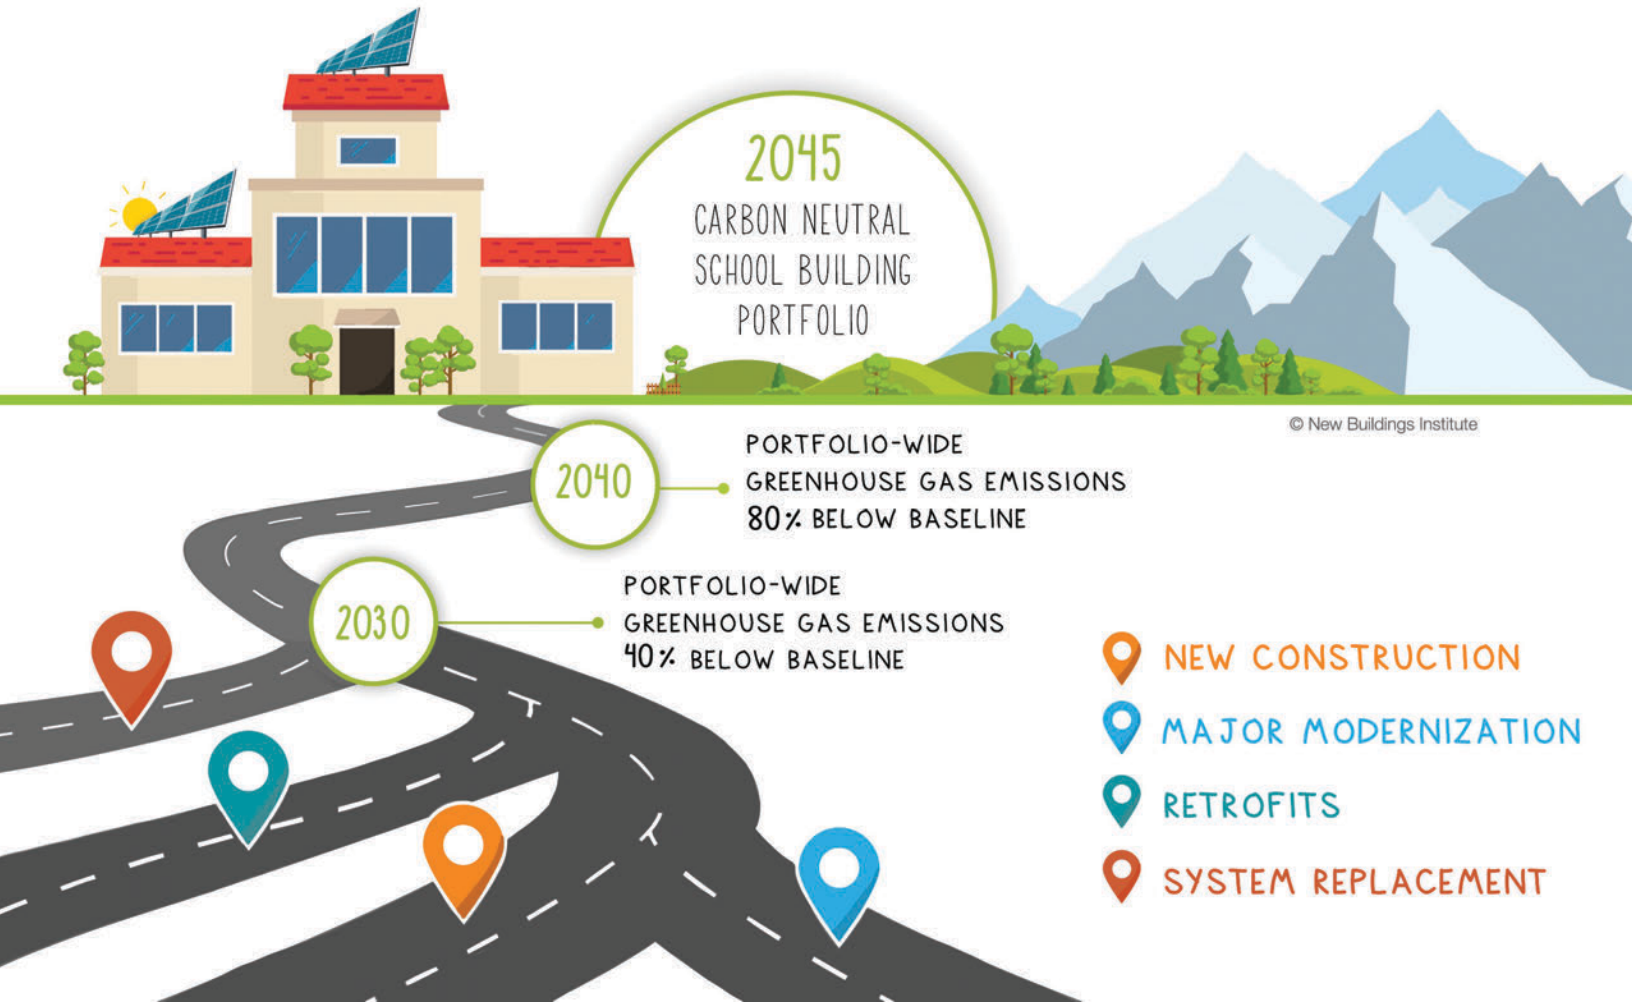 2045
CARBON NEUTRAL
SCHOOL BUILDING
PORTFOLIO
© New Buildings Institute
2040
PORTFOLIO-WIDE
GREENHOUSE GAS EMISSIONS
80% BELOW BASELINE
2030
PORTFOLIO-WIDE
GREENHOUSE GAS EMISSIONS
40% BELOW BASELINE
NEW CONSTRUCTION
MAJOR MODERNIZATION
RETROFITS
SYSTEM REPLACEMENT